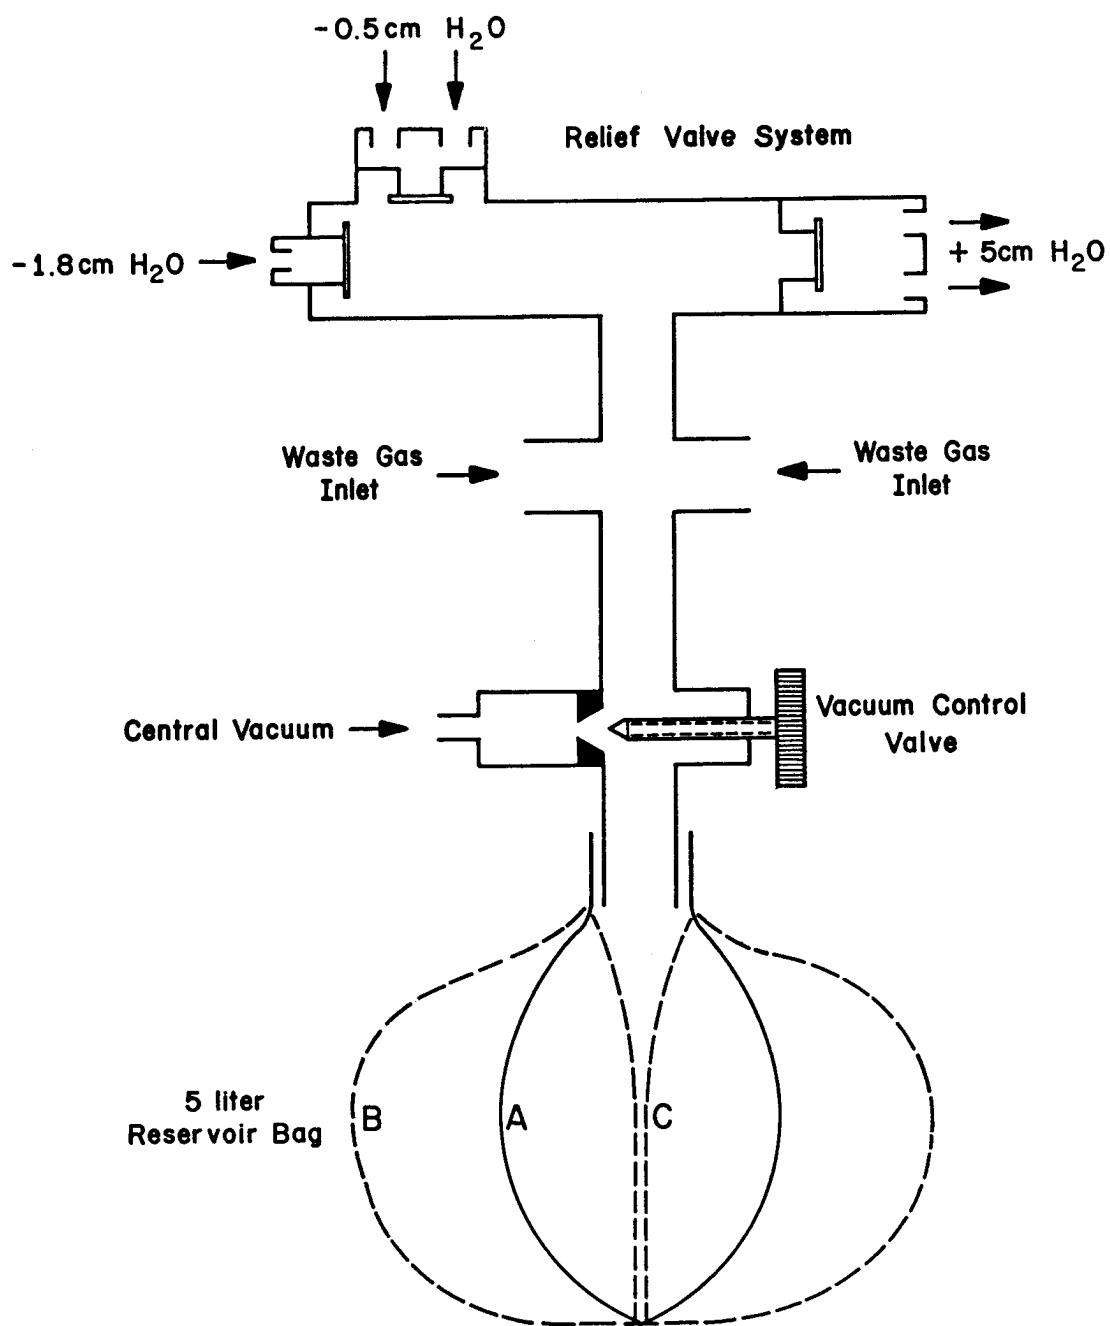 -0.5cm H₂O
Relief Valve System
-1.8cm H₂O
+ 5cm H₂O
Waste Gas
Inlet
Waste Gas
Inlet
Central Vacuum
Vacuum Control
Valve
5 liter
Reservoir Bag
B
A
C